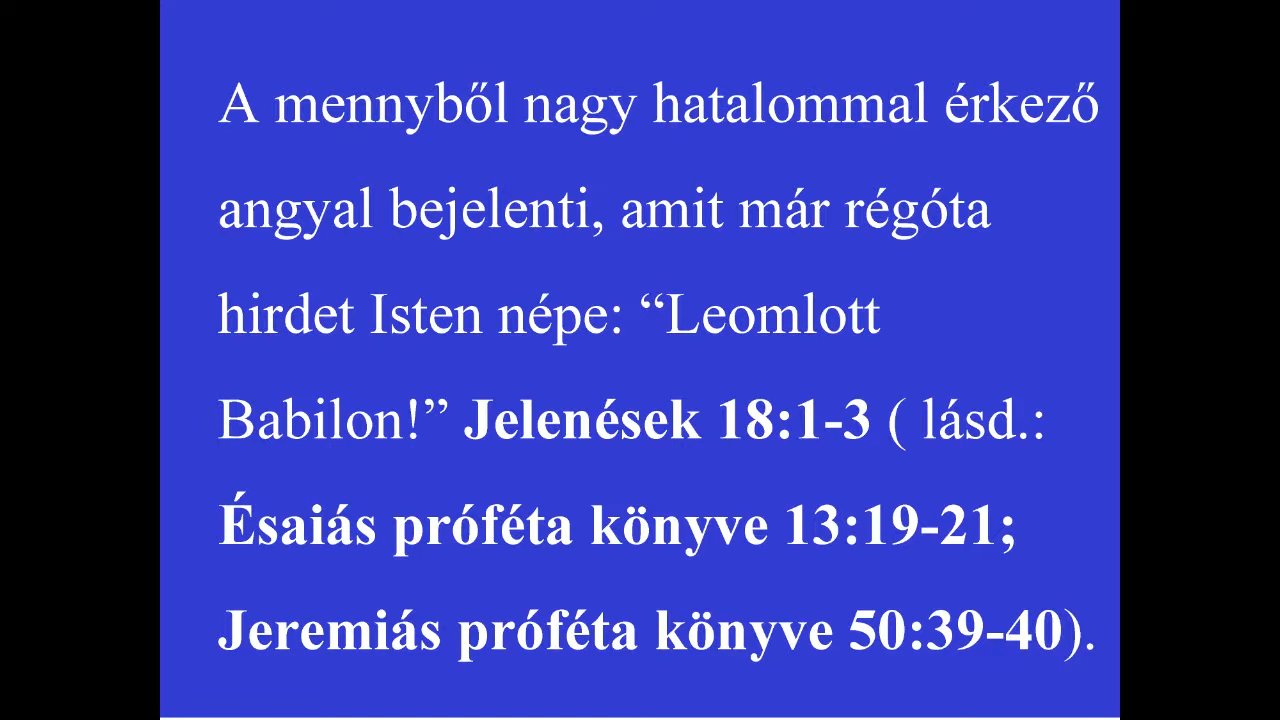 A mennyből nagy hatalommal érkező
angyal bejelenti, amit már régóta
hirdet Isten népe: “Leomlott
Babilon!” Jelenések 18:1-3 ( lásd.:
Ésaiás próféta könyve 13:19-21;
Jeremiás próféta könyve 50:39-40).